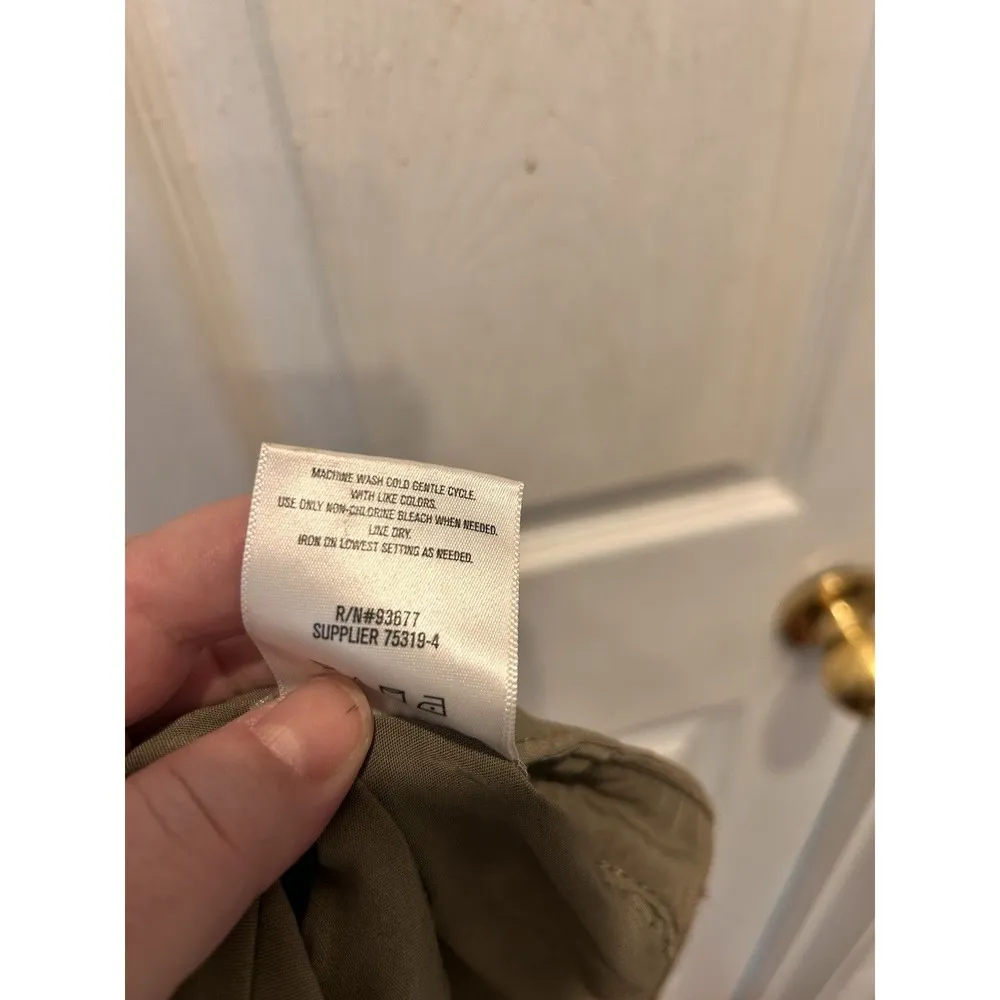 MACHINE WASH COLD GENTLE CYCLE.
WITH LIKE COLORS.
USE ONLY NON-CHLORINE BLEACH WHEN NEEDED.
LINE DRY.
IRON ON LOWEST SETTING AS NEEDED.
R/N#93677
SUPPLIER 75319-4